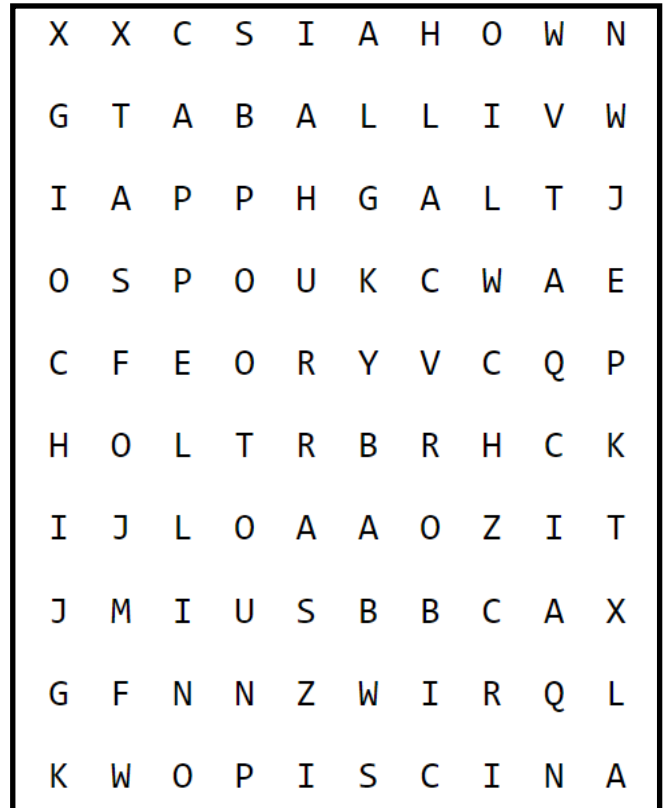 X X C S I A H O W N
G T A B A L L I V W
I A P P H G A L T J
O S P O U K C W A E
C F E O R Y V C Q P
H O L T R B R H C K
I J L O A A O Z I T
J M I U S B B C A X
G F N N Z W I R Q L
K W O P I S C I N A